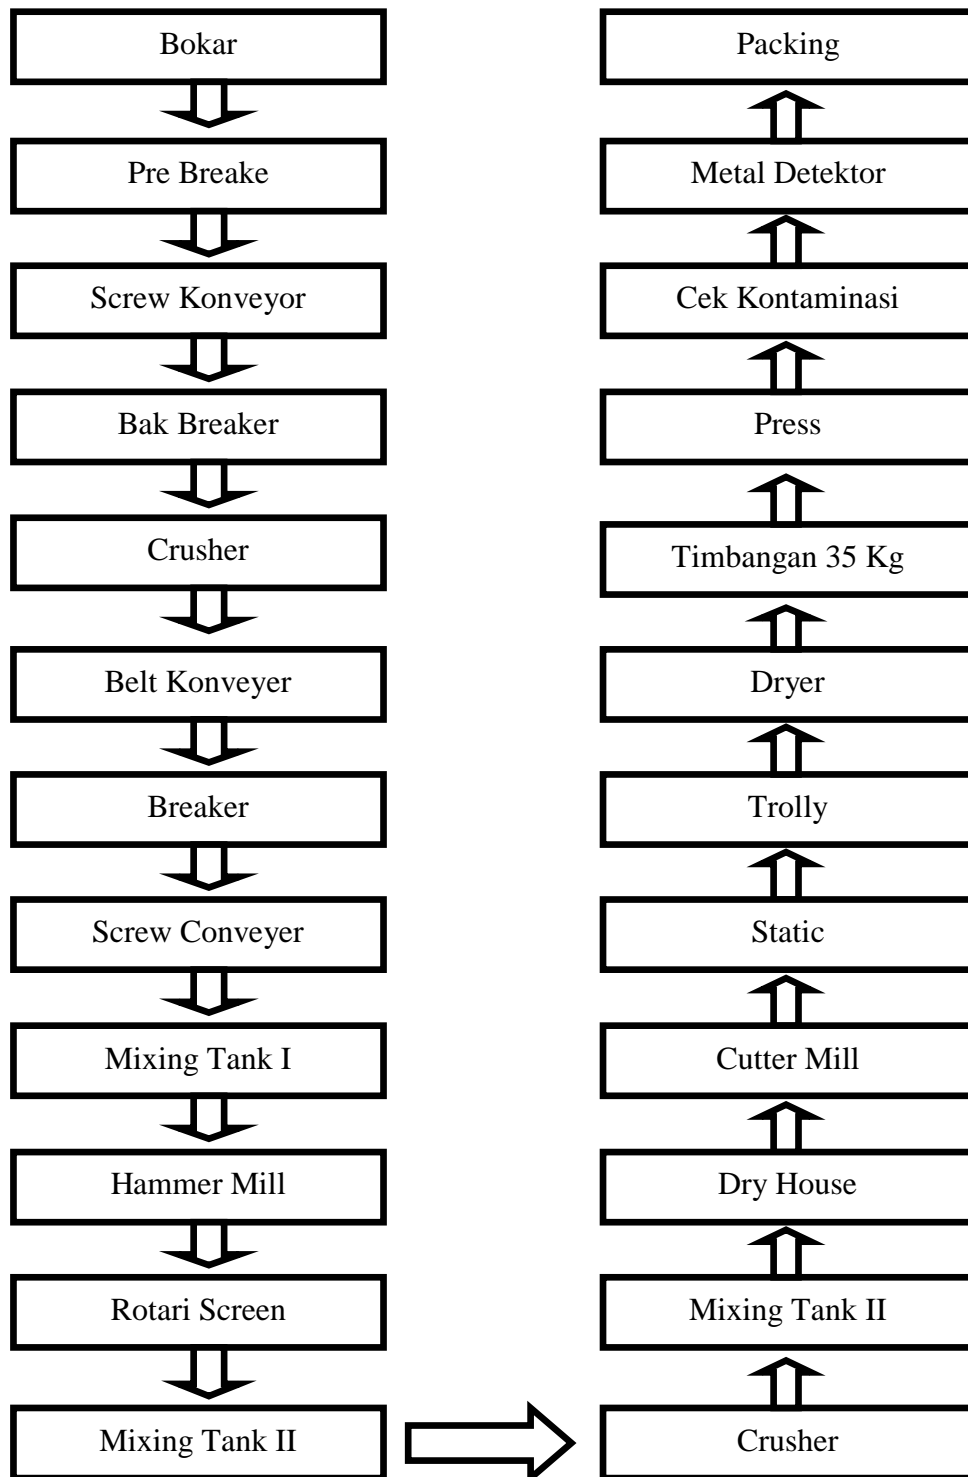 Bokar
Pre Breake
Screw Konveyor
Bak Breaker
Crusher
Belt Konveyer
Breaker
Screw Conveyer
Mixing Tank I
Hammer Mill
Rotari Screen
Mixing Tank II
Crusher
Mixing Tank II
Dry House
Cutter Mill
Static
Trolly
Dryer
Timbangan 35 Kg
Press
Cek Kontaminasi
Metal Detektor
Packing